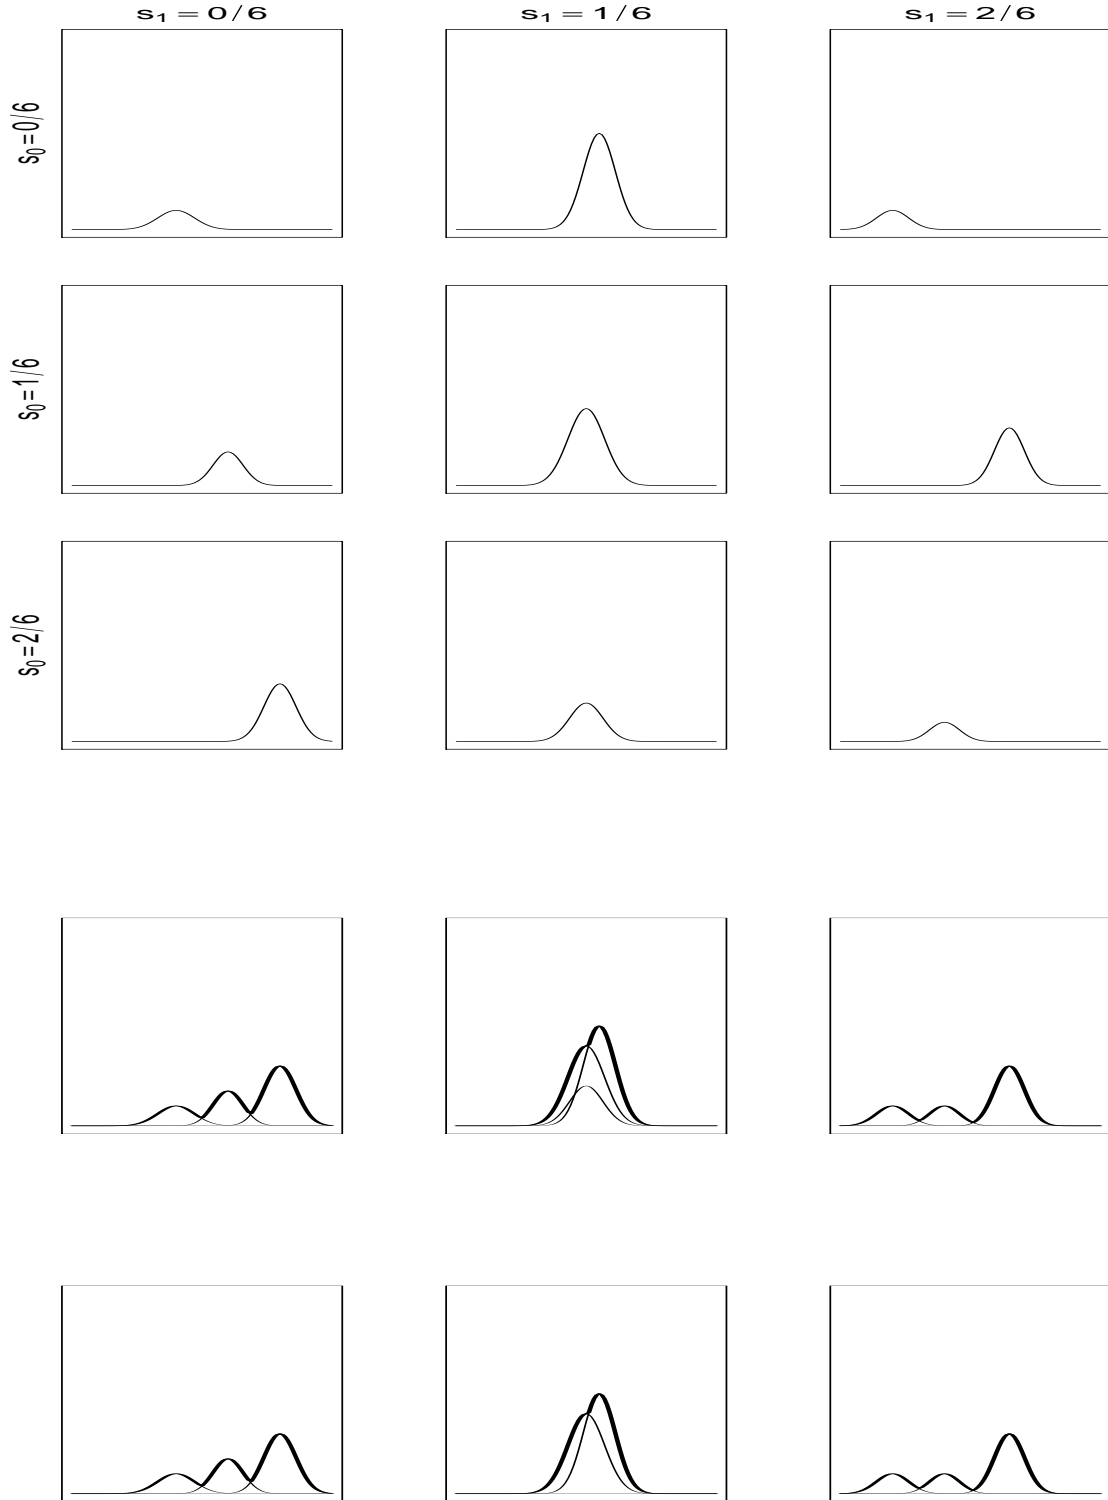 s₁ = 0/6
s₁ = 1/6
s₁ = 2/6
s₀=0/6
s₀=1/6
s₀=2/6